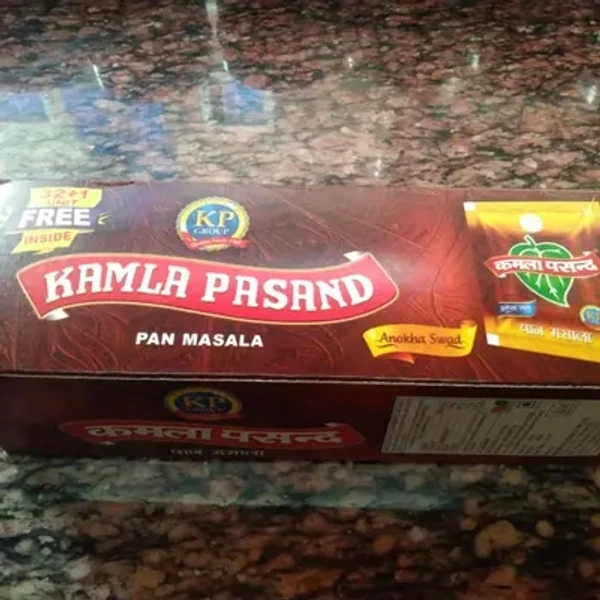 32+1
UNIT
FREE
INSIDE
KP
GROUP
KAMLA PASAND
PAN MASALA
Anokha Swad
कमला पसन्द
पान मसाला
KP
कमला पसन्द
पान मसाला